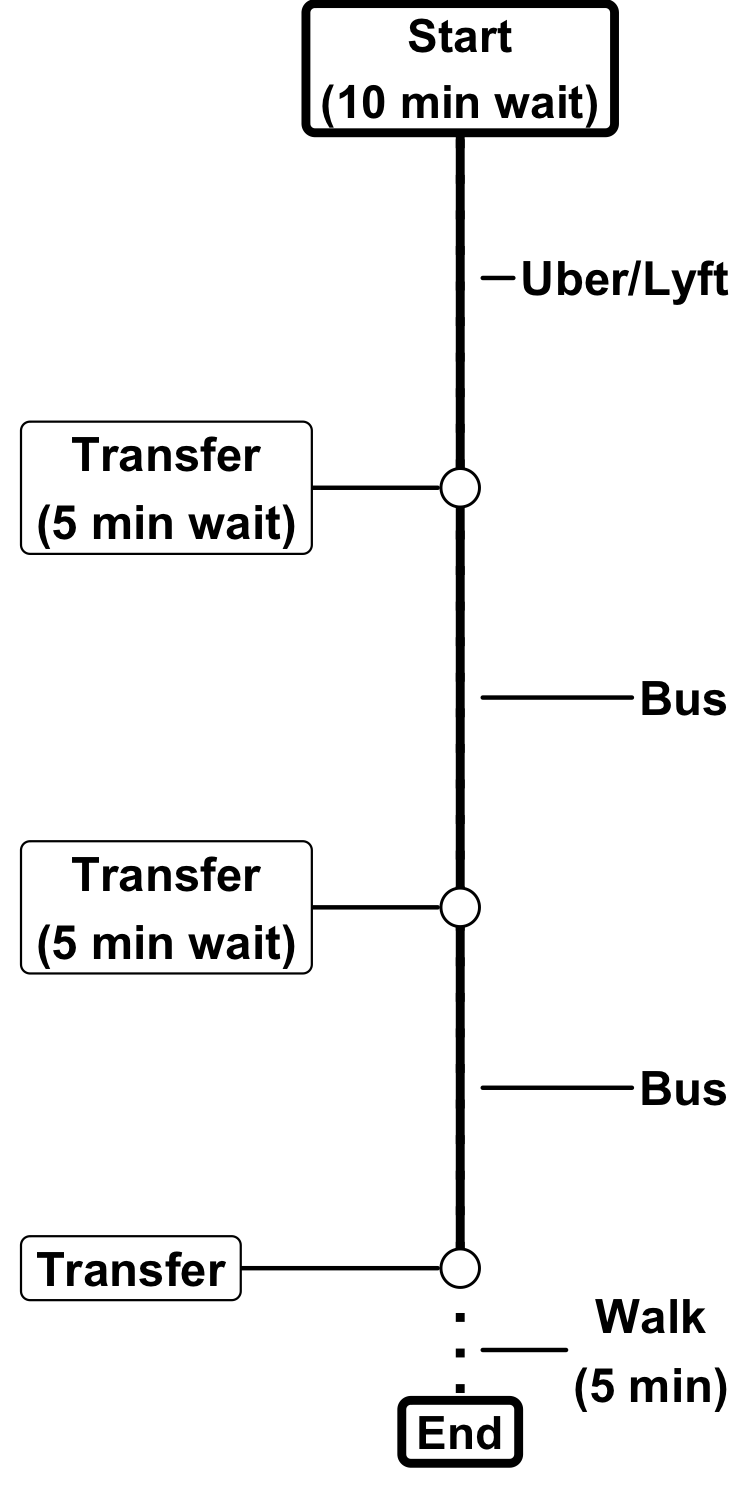 Start
(10 min wait)
Uber/Lyft
Transfer
(5 min wait)
Bus
Transfer
(5 min wait)
Bus
Transfer
Walk
(5 min)
End